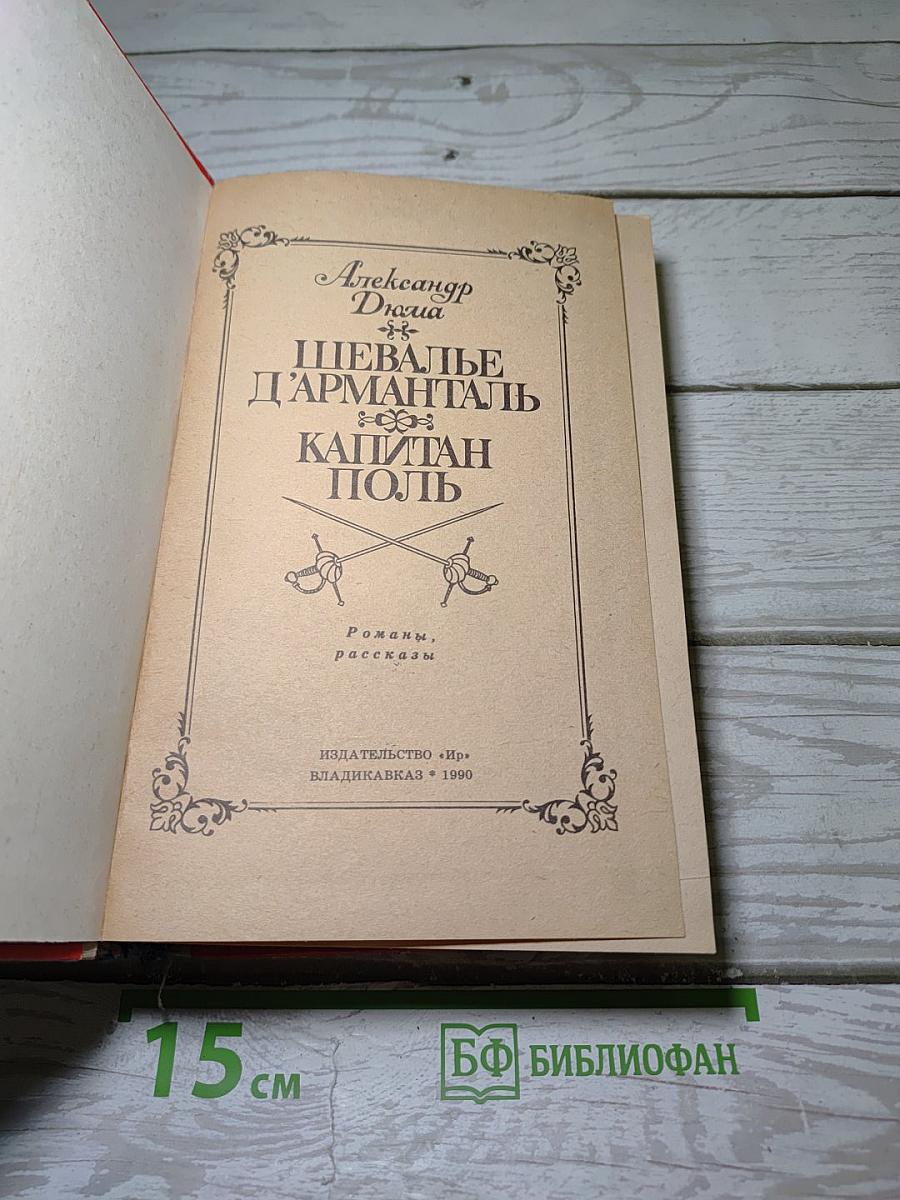 Александр
Дюма
ШЕВАЛЬЕ
Д'АРМАНТАЛЬ
КАПИТАН
ПОЛЬ
Романы,
рассказы
ИЗДАТЕЛЬСТВО «Ир»
ВЛАДИКАВКАЗ * 1990
15 см
БФ БИБЛИОФАН